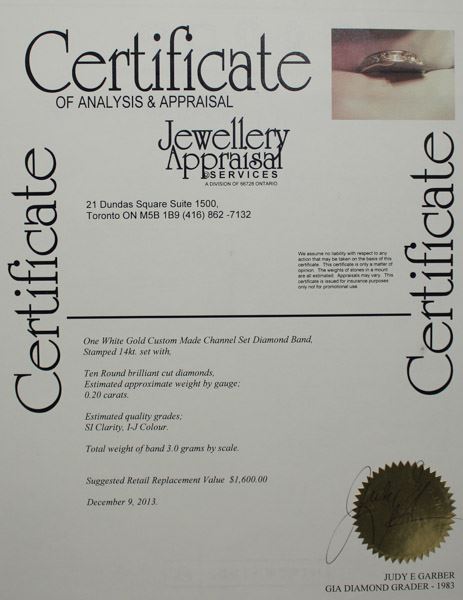 Certificate
OF ANALYSIS & APPRAISAL
Jewellery
Appraisal
@SERVICES
A DIVISION OF 66728 ONTARIO
Certificate
Certificate
21 Dundas Square Suite 1500,
Toronto ON M5B 1B9 (416) 862 -7132
We assume no liability with respect to any
action that may be taken on the basis of this
certificate. This certificate is only a matter of
opinion. The weights of stones in a mount
are all estimated. Appraisals may vary. This
certificate is issued for insurance purposes
only not for promotional use.
One White Gold Custom Made Channel Set Diamond Band,
Stamped 14kt. set with,
Ten Round brilliant cut diamonds,
Estimated approximate weight by gauge;
0.20 carats.
Estimated quality grades;
SI Clarity, I-J Colour.
Total weight of band 3.0 grams by scale.
Suggested Retail Replacement Value $1,600.00
December 9, 2013.
JUDY E GARBER
GIA DIAMOND GRADER - 1983